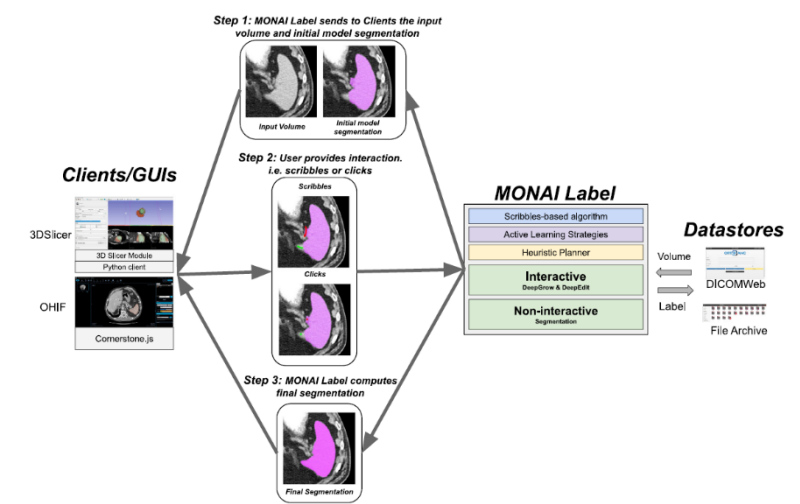 Step 1: MONAI Label sends to Clients the input
volume and initial model segmentation
Input Volume
Initial model
segmentation
Step 2: User provides interaction.
i.e. scribbles or clicks
Scribbles
Clicks
Clients/GUIs
3DSlicer
3D Slicer Module
Python client
OHIF
Cornerstone.js
MONAI Label
Scribbles-based algorithm
Active Learning Strategies
Heuristic Planner
Interactive
DeepGrow & DeepEdit
Non-interactive
Segmentation
Datastores
Volume
Label
DICOMWeb
File Archive
Step 3: MONAI Label computes
final segmentation
Final Segmentation